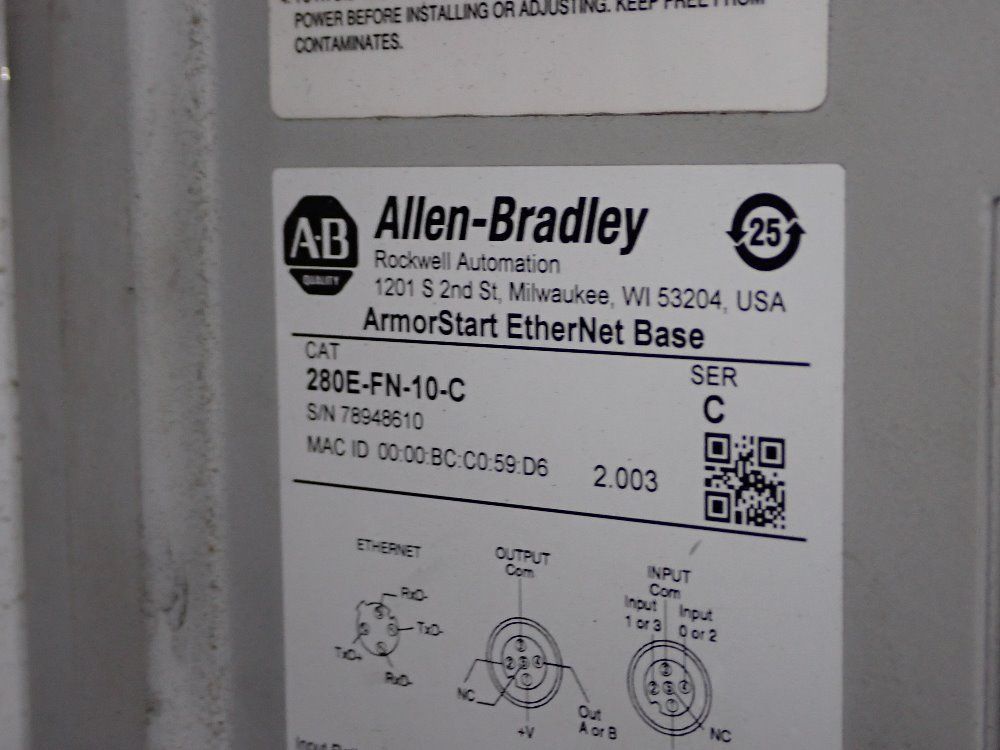 POWER BEFORE INSTALLING OR ADJUSTING. KEEP FREE FROM
CONTAMINATES.
A-B
QUALITY
Allen-Bradley
25
Rockwell Automation
1201 S 2nd St, Milwaukee, WI 53204, USA
ArmorStart EtherNet Base
CAT
SER
280E-FN-10-C
C
S/N 78948610
MAC ID 00:00:BC:C0:59:D6
2.003
ETHERNET
OUTPUT
Com
INPUT
Com
Input
1 or 3
Input
0 or 2
RxD-
TxD-
TxD+
RxD-
NC
+V
Out
A or B
NC